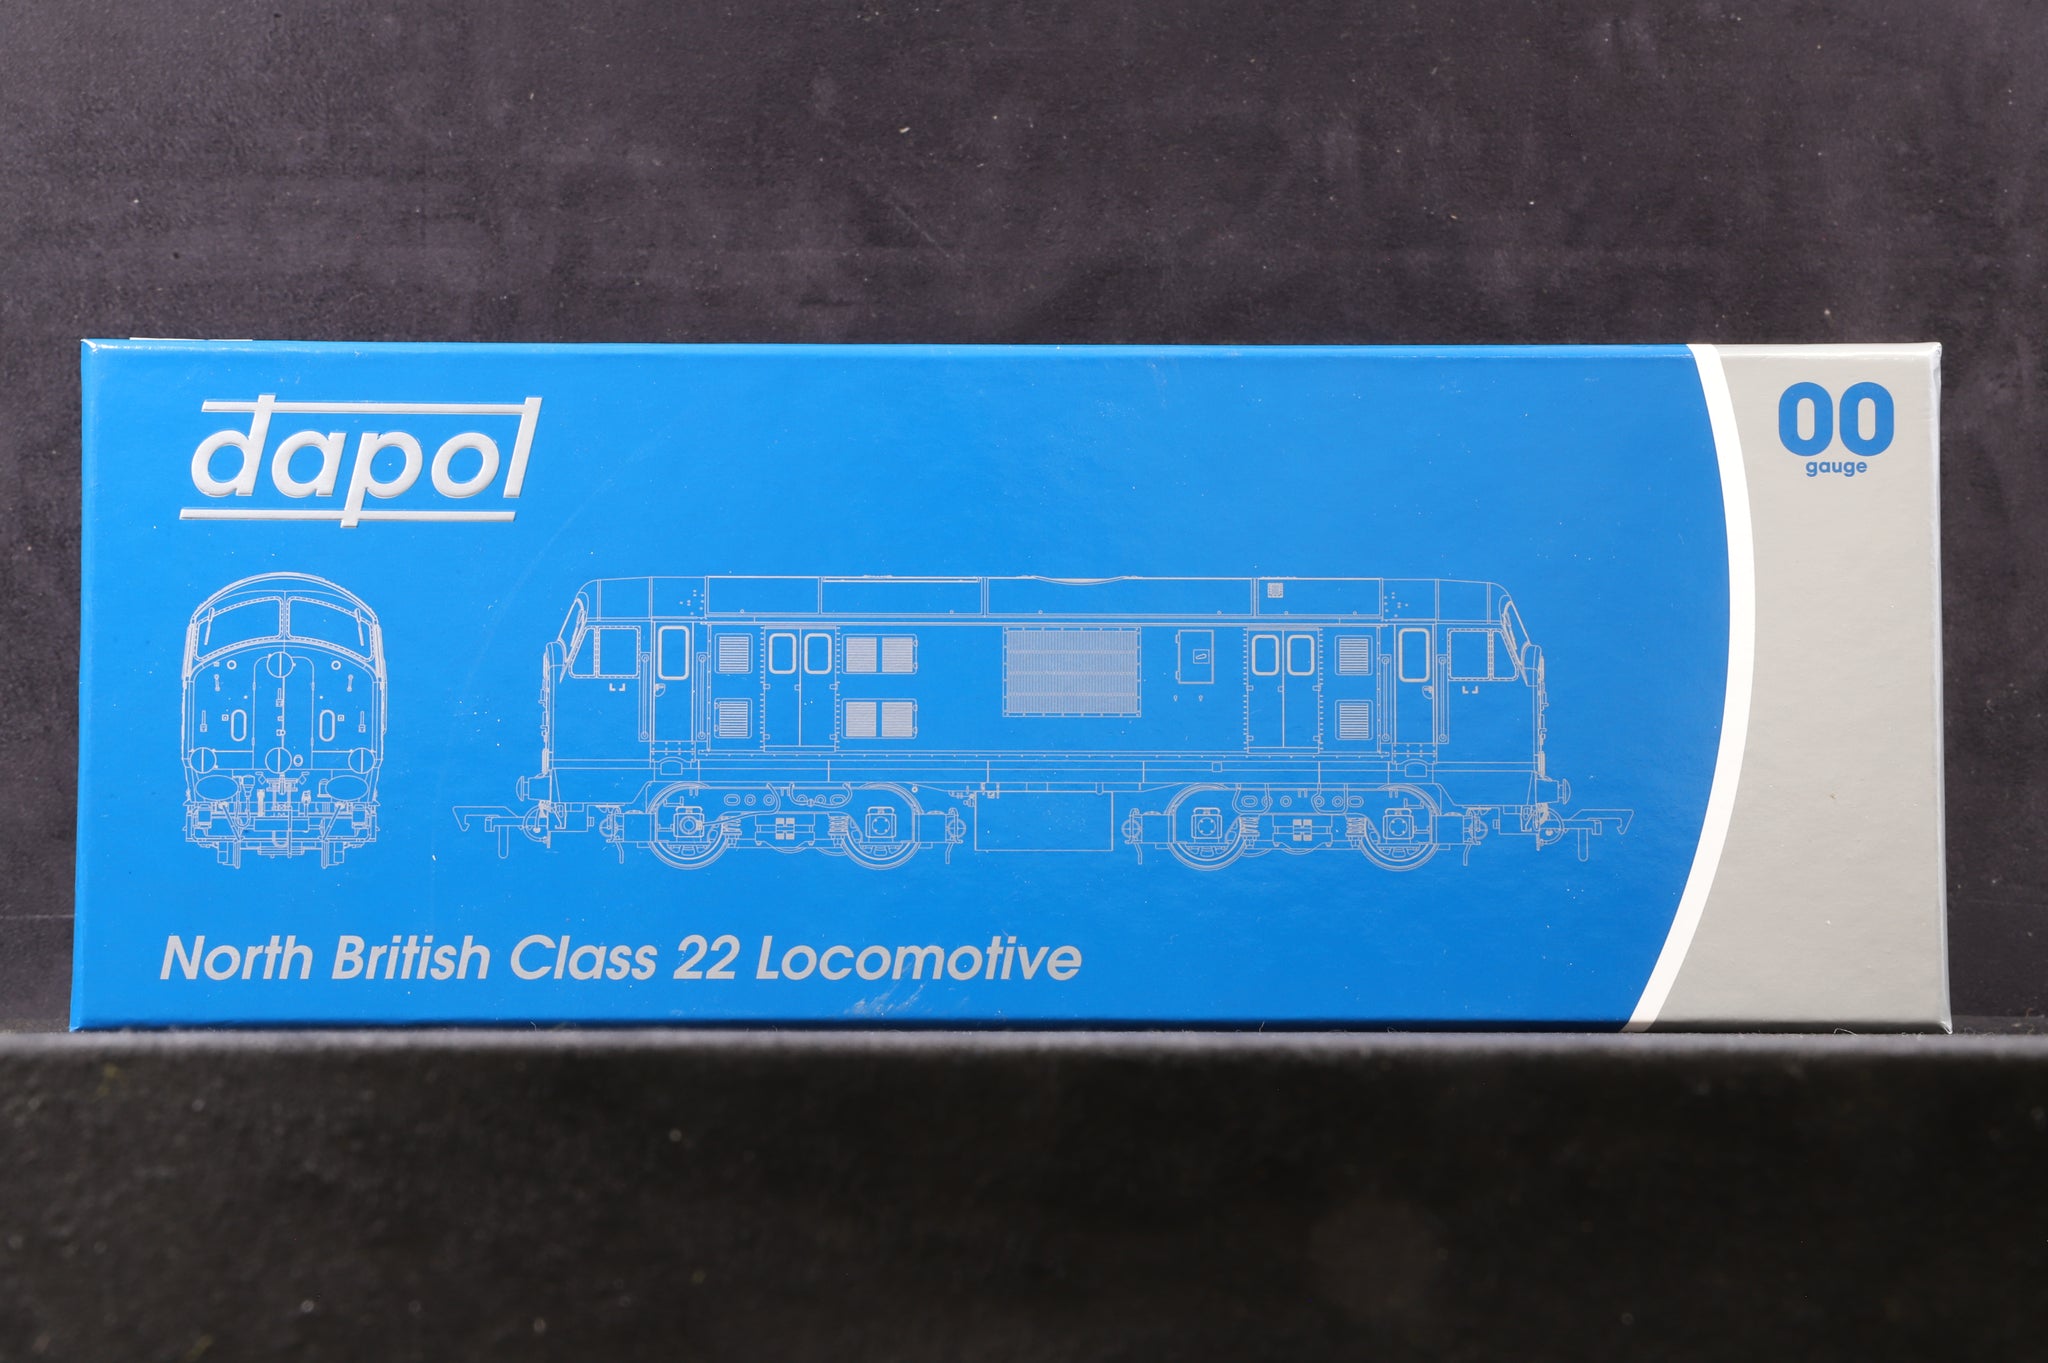 dapol
00
gauge
North British Class 22 Locomotive